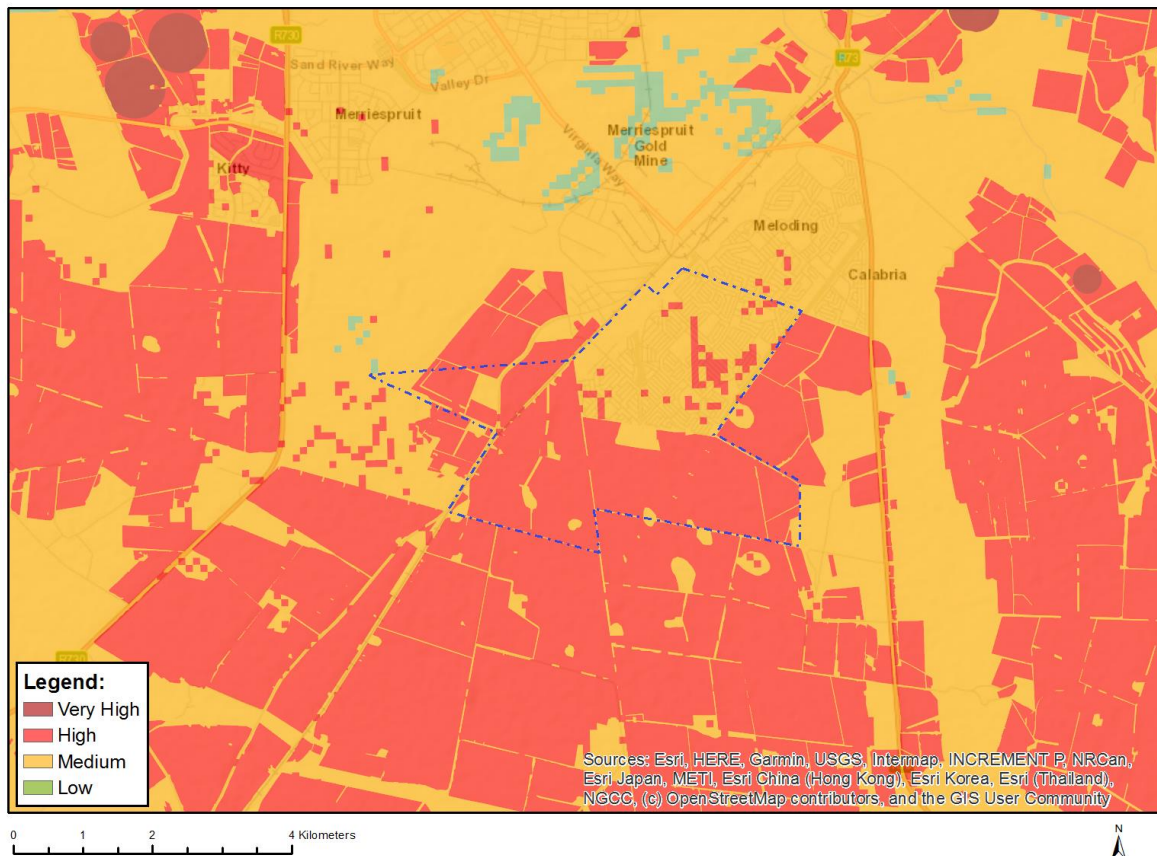 R730
R73
Sand River Way
Valley Dr
Merriespruit
Merriespruit
Gold
Mine
Virginia Way
Kitty
Meloding
Calabria
R730
Legend:
Very High
High
Medium
Low
Sources: Esri, HERE, Garmin, USGS, Intermap, INCREMENT P, NRCan,
Esri Japan, METI, Esri China (Hong Kong), Esri Korea, Esri (Thailand),
NGCC, (c) OpenStreetMap contributors, and the GIS User Community
0 1 2 4 Kilometers
N